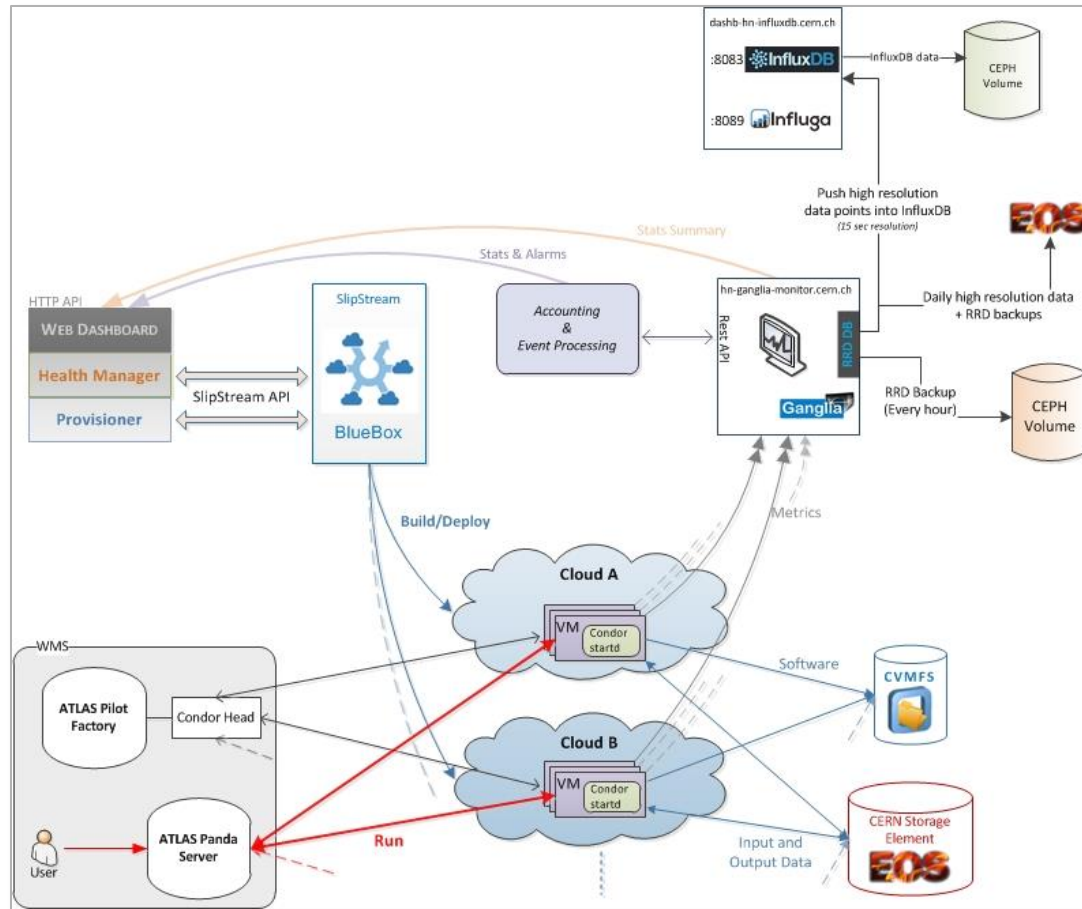 dashb-hn-influxdb.cern.ch
:8083 InfluxDB
InfluxDB data
CEPH
Volume
:8089 Influga
Push high resolution
data points into InfluxDB
(15 sec resolution)
EOS
Stats Summary
Stats & Alarms
HTTP API
WEB DASHBOARD
Health Manager
Provisioner
SlipStream API
SlipStream
BlueBox
Accounting
&
Event Processing
hn-ganglia-monitor.cern.ch
Rest API
RRD DB
Ganglia
Daily high resolution data
+ RRD backups
RRD Backup
(Every hour)
CEPH
Volume
Build/Deploy
Metrics
Cloud A
VM
Condor
startd
WMS
ATLAS Pilot
Factory
Condor Head
Software
CVMFS
Cloud B
VM
Condor
startd
ATLAS Panda
Server
User
Run
Input and
Output Data
CERN Storage
Element
EOS